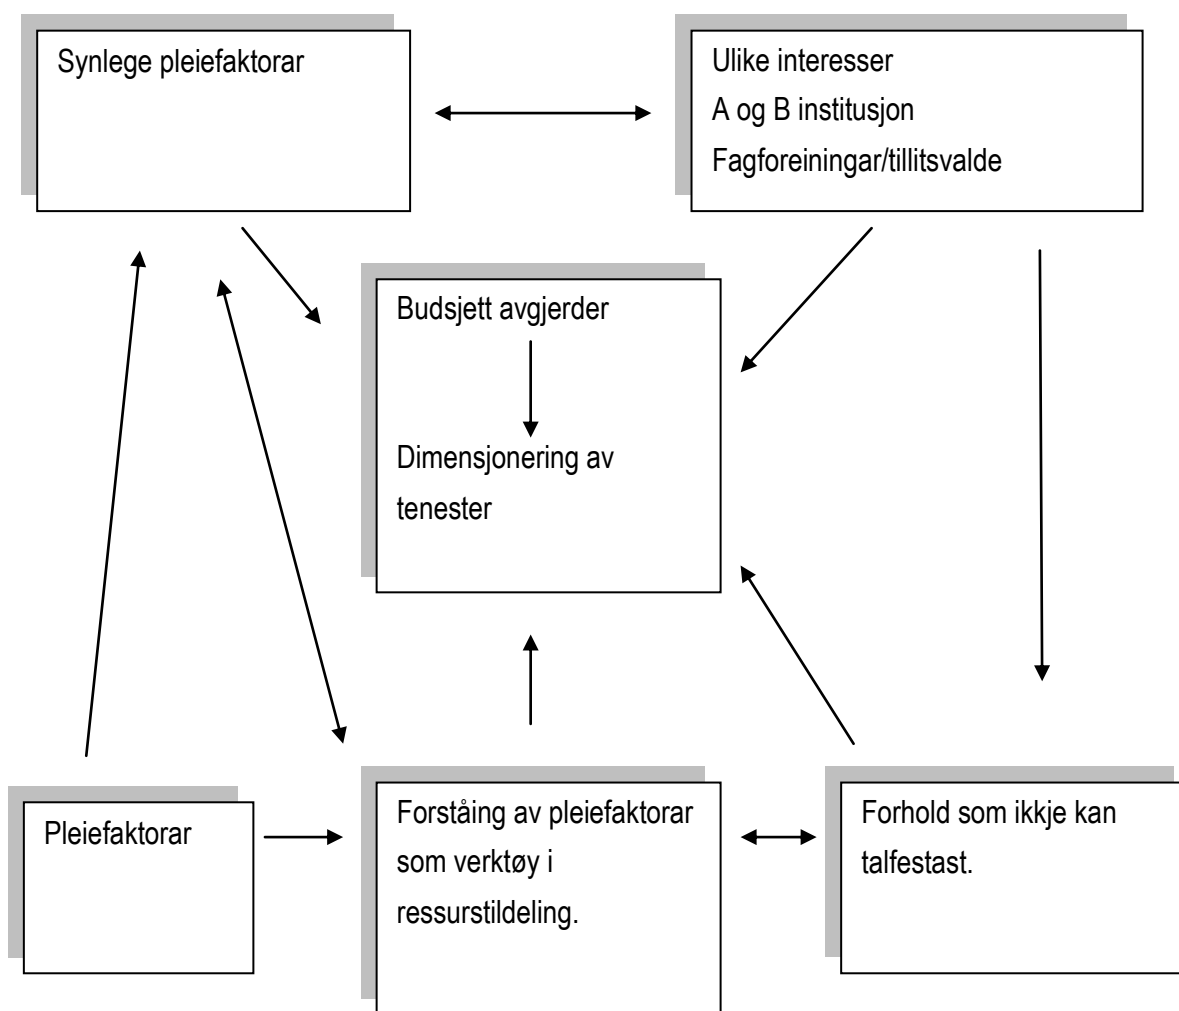 Synlege pleiefaktorar
Ulike interesser
A og B institusjon
Fagforeiningar/tillitsvalde
Budsjett avgjerder
Dimensjonering av
tenester
Pleiefaktorar
Forståing av pleiefaktorar
som verktøy i
ressurstildeling.
Forhold som ikkje kan
talfestast.